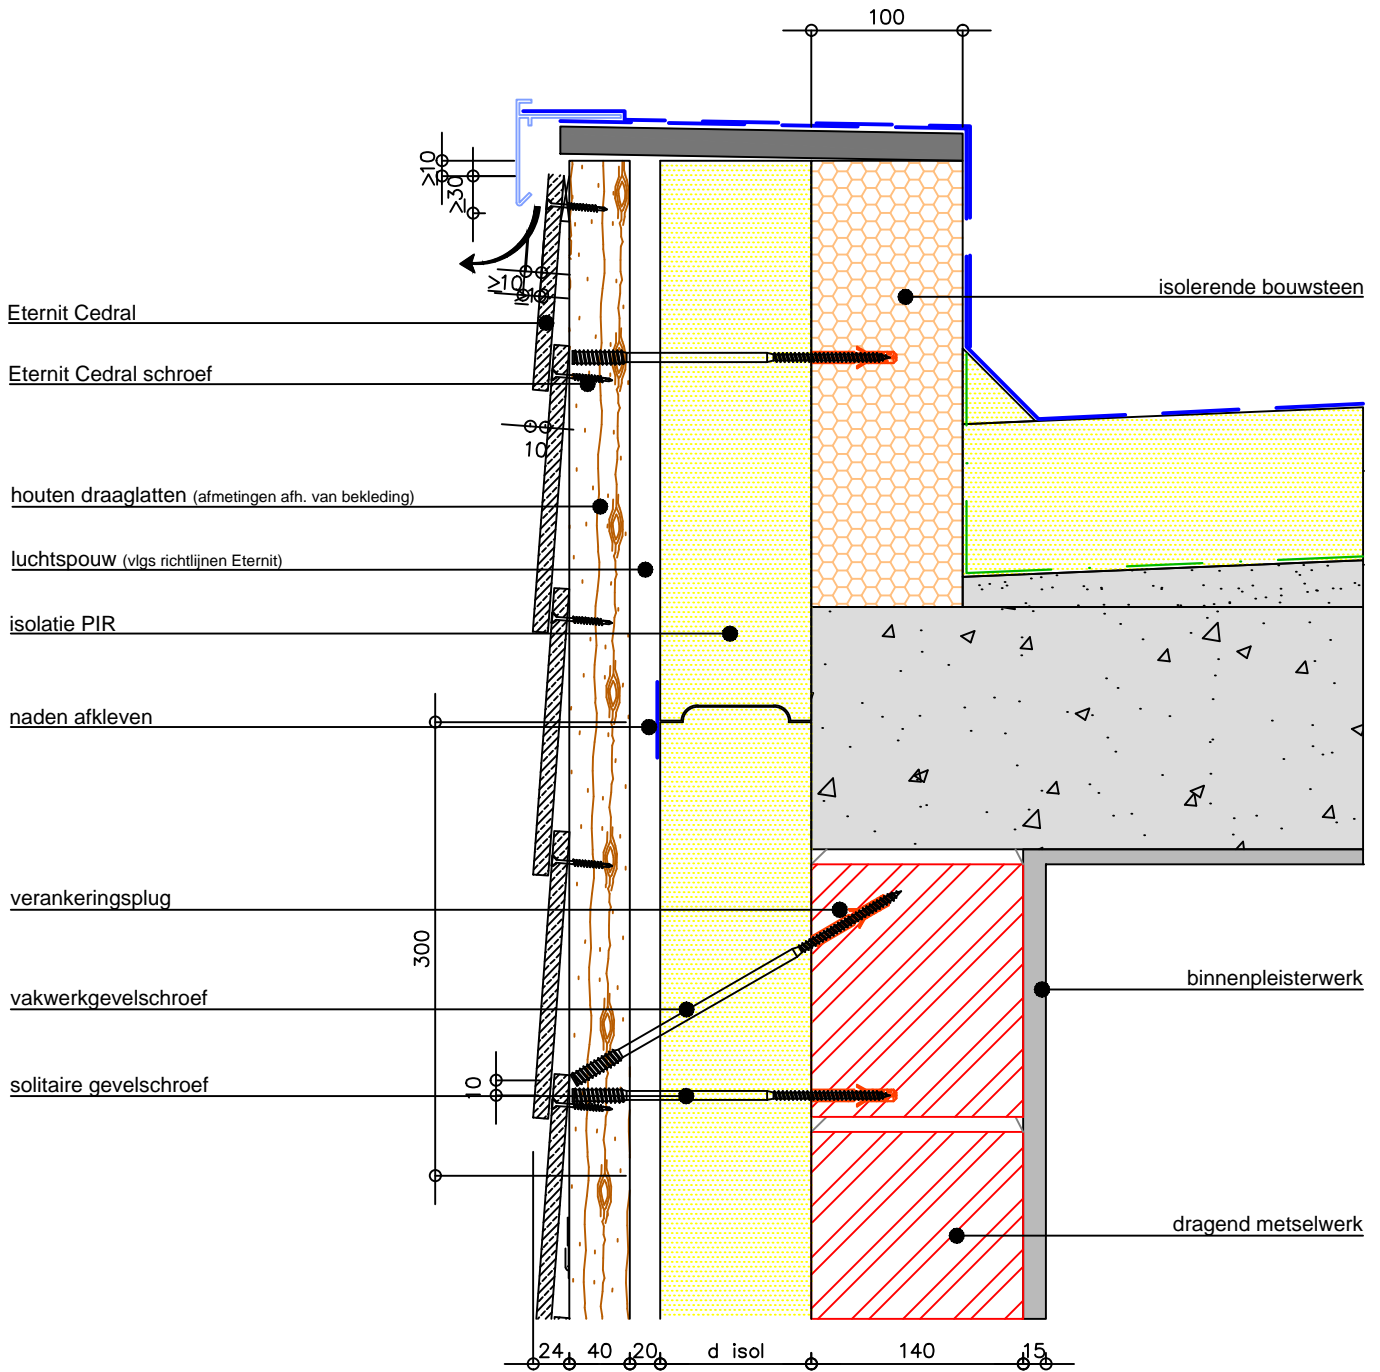 100
≥10
≥30
≥10
isolerende bouwsteen
Eternit Cedral
Eternit Cedral schroef
10
houten draaglatten (afmetingen afh. van bekleding)
luchtspouw (vlgs richtlijnen Eternit)
isolatie PIR
naden afkleven
verankeringsplug
300
binnenpleisterwerk
vakwerkgevelschroef
solitaire gevelschroef
10
dragend metselwerk
24 40 20 d isol 140 15